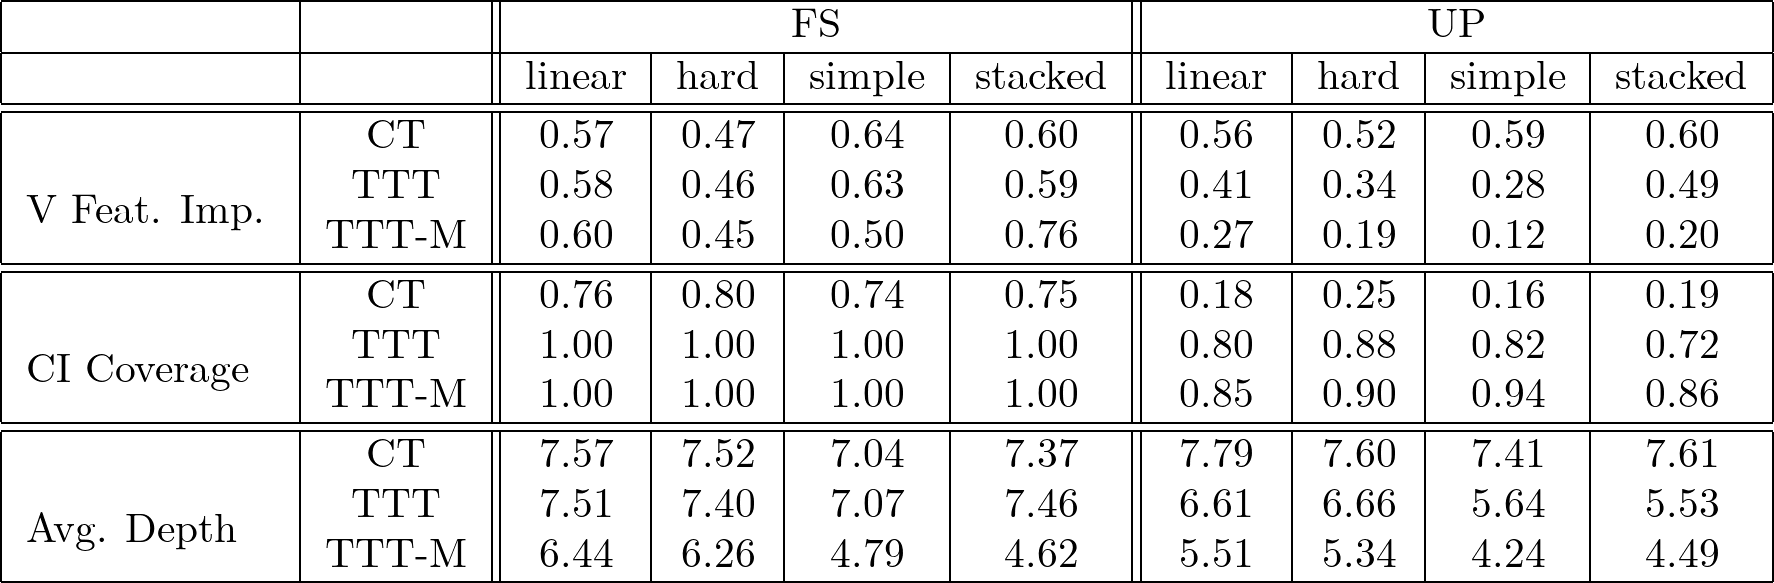 FS UP
linear hard simple stacked linear hard simple stacked
CT 0.57 0.47 0.64 0.60 0.56 0.52 0.59 0.60
TTT 0.58 0.46 0.63 0.59 0.41 0.34 0.28 0.49
V Feat. Imp.
TTT-M 0.60 0.45 0.50 0.76 0.27 0.19 0.12 0.20
CT 0.76 0.80 0.74 0.75 0.18 0.25 0.16 0.19
TTT 1.00 1.00 1.00 1.00 0.80 0.88 0.82 0.72
CI Coverage
TTT-M 1.00 1.00 1.00 1.00 0.85 0.90 0.94 0.86
CT 7.57 7.52 7.04 7.37 7.79 7.60 7.41 7.61
TTT 7.51 7.40 7.07 7.46 6.61 6.66 5.64 5.53
Avg. Depth
TTT-M 6.44 6.26 4.79 4.62 5.51 5.34 4.24 4.49